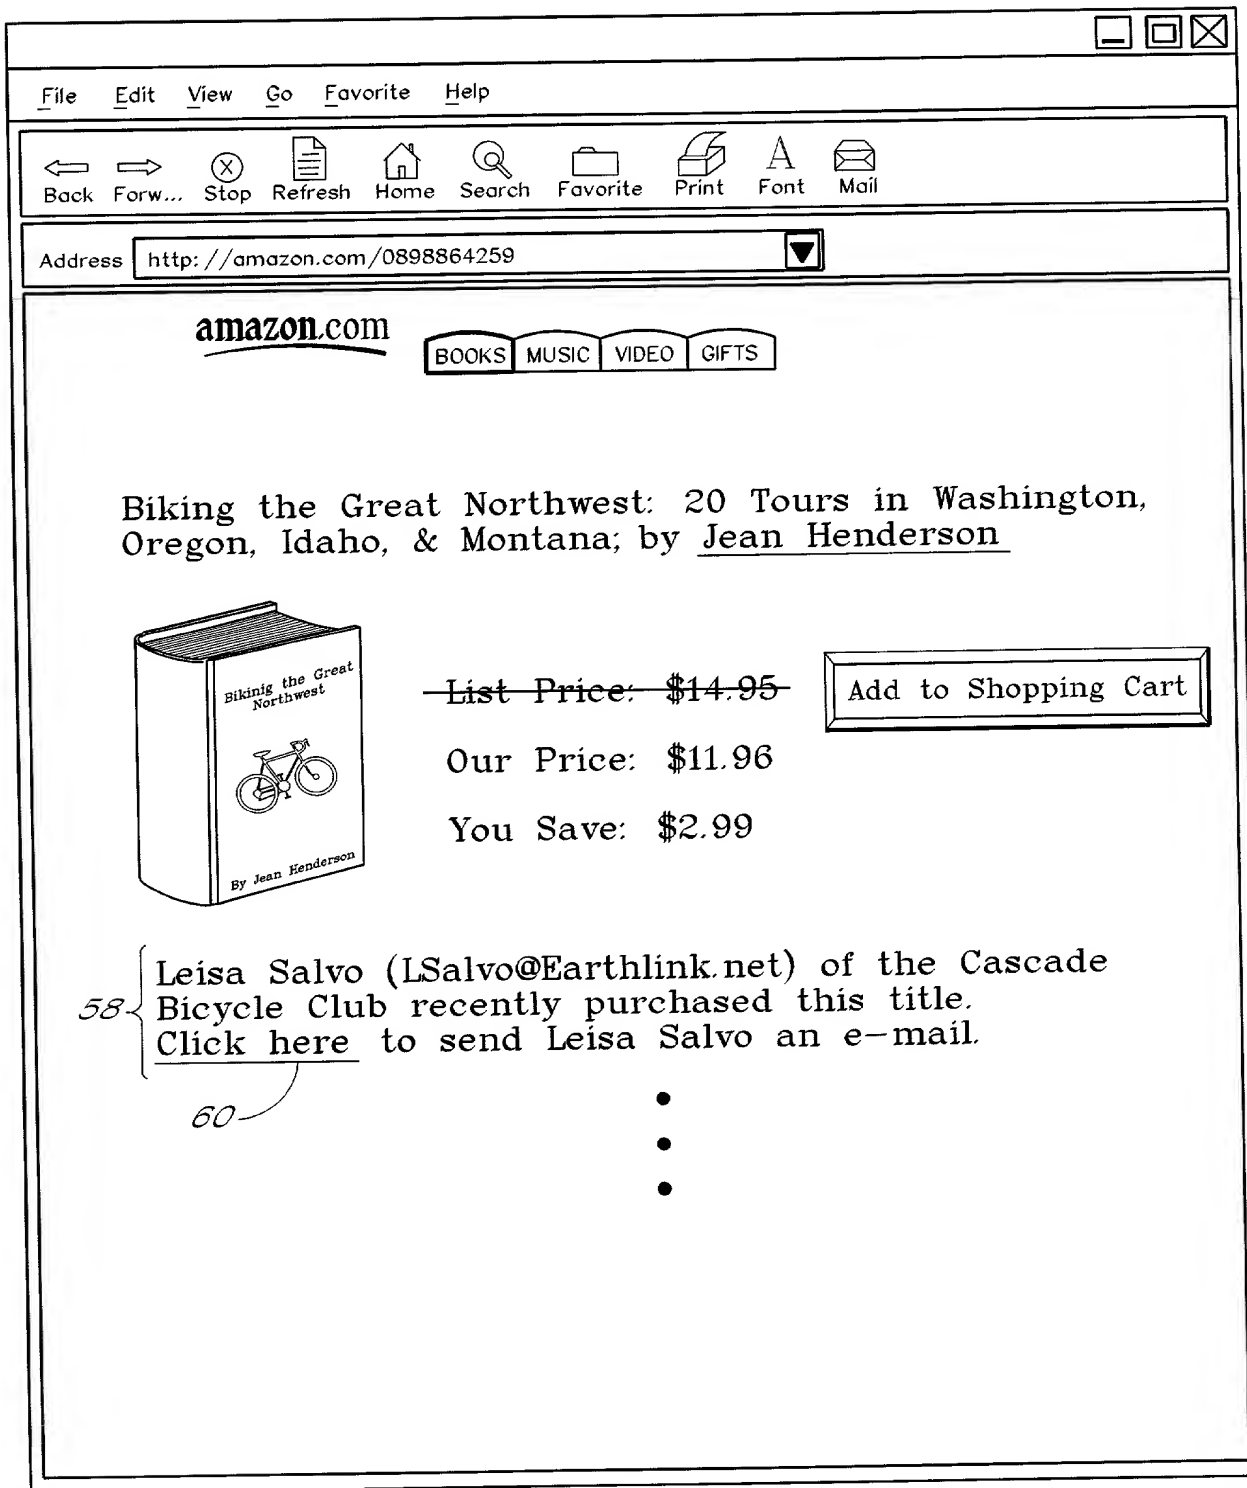 File Edit View Go Favorite Help
Back Forw... Stop Refresh Home Search Favorite Print Font Mail
Address http://amazon.com/0898864259
amazon.com
BOOKS MUSIC VIDEO GIFTS
Biking the Great Northwest: 20 Tours in Washington,
Oregon, Idaho, & Montana; by Jean Henderson
Bikinig the Great
Northwest
By Jean Henderson
List Price: $14.95
Add to Shopping Cart
Our Price: $11.96
You Save: $2.99
58
Leisa Salvo (LSalvo@Earthlink.net) of the Cascade
Bicycle Club recently purchased this title.
Click here to send Leisa Salvo an e-mail.
60